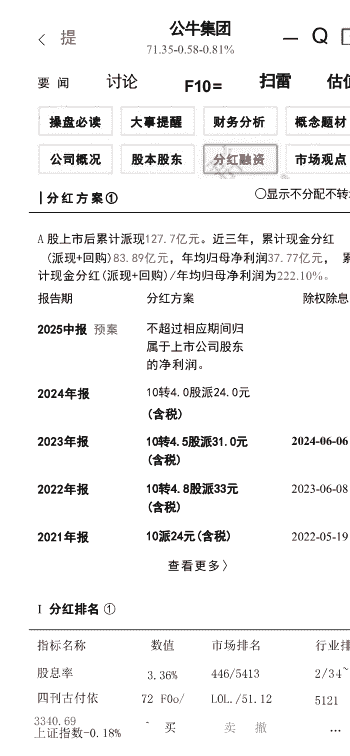 提
公牛集团
71.35-0.58-0.81%
Q
要 闻 讨论 F10= 扫雷 估
操盘必读 大事提醒 财务分析 概念题材
公司概况 股本股东 分红融资 市场观点
分红方案①
○显示不分配不转
A股上市后累计派现127.7亿元。近三年，累计现金分红
(派现+回购)83.89亿元，年均归母净利润37.77亿元， 累
计现金分红(派现+回购)/年均归母净利润为222.10%。
报告期 分红方案 除权除息
2025中报 预案 不超过相应期间归
属于上市公司股东
的净利润。
2024年报 10转4.0股派24.0元
(含税)
2023年报 10转4.5股派31.0元 2024-06-06
(含税)
2022年报 10转4.8股派33元 2023-06-08
(含税)
2021年报 10派24元(含税) 2022-05-19
查看更多〉
I 分红排名 ①
指标名称 数值 市场排名 行业排
股息率 3.36% 446/5413 2/34~
四刊古付依 72 F0o/ L0L./51.12 5121
3340.69
上证指数-0.18% 买 卖 撤 ...